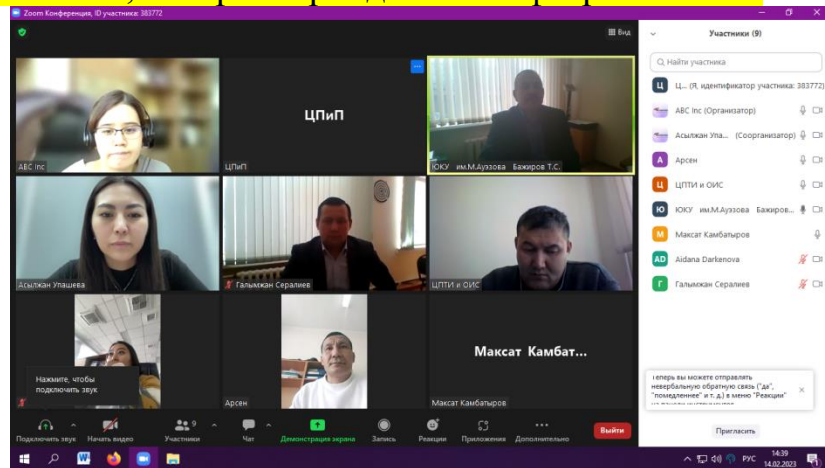 Zoom Конференция, ID участника: 383772
Вид
ABC Inc
ЦПиП
ЦПиП
ЮКУ им.М.Ауэзова Бажиров Т.С.
Асылжан Упашева
Галымжан Сералиев
ЦПТИ и ОИС
Нажмите, чтобы
подключить звук
Арсен
Максат Камбат...
Максат Камбатыров
Подключить звук
Начать видео
9
Участники
Чат
Демонстрация экрана
Запись
Реакции
Приложения
Дополнительно
Выйти
Участники (9)
Найти участника
Ц Ц... (Я, идентификатор участника: 383772)
ABC Inc (Организатор)
Асылжан Упа... (Соорганизатор)
А Арсен
Ц ЦПТИ и ОИС
Ю ЮКУ им.М.Ауэзова Бажиров...
М Максат Камбатыров
AD Aidana Darkenova
Г Галымжан Сералиев
Теперь вы можете отправлять
невербальную обратную связь ("да",
"помедленнее" и т. д.) в меню "Реакции"
Пригласить
РУС
14:39
14.02.2023